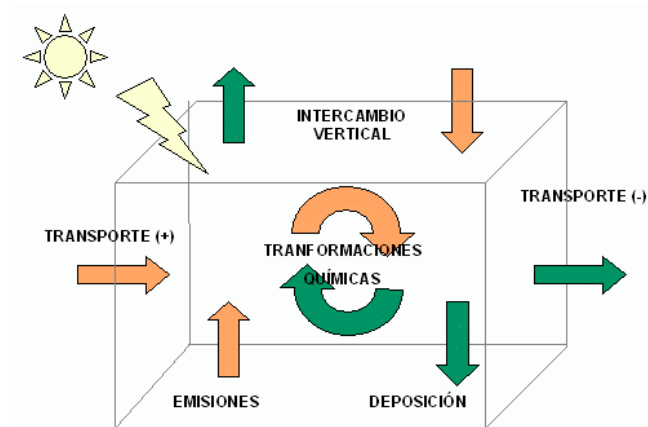 INTERCAMBIO
VERTICAL
TRANSPORTE (-)
TRANSPORTE (+)
TRANFORMACIONES
QUÍMICAS
EMISIONES
DEPOSICIÓN